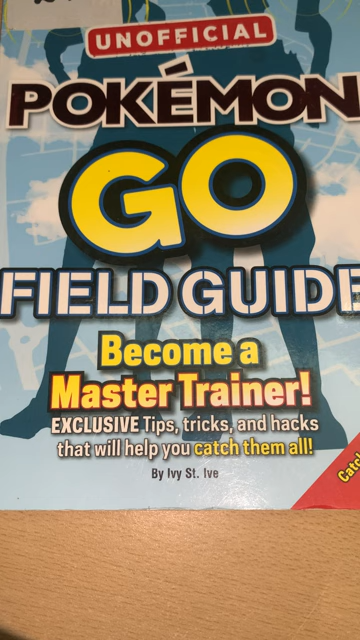 UNOFFICIAL
POKÉMON
GO
FIELD GUIDE
Become a
Master Trainer!
EXCLUSIVE Tips, tricks, and hacks
that will help you catch them all!
By Ivy St. Ive